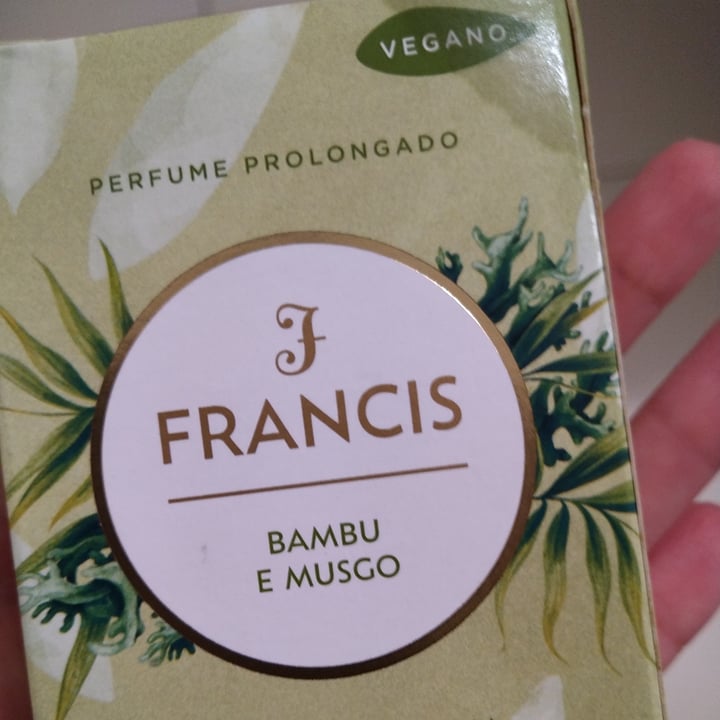 VEGANO
PERFUME PROLONGADO
F
FRANCIS
BAMBU
E MUSGO